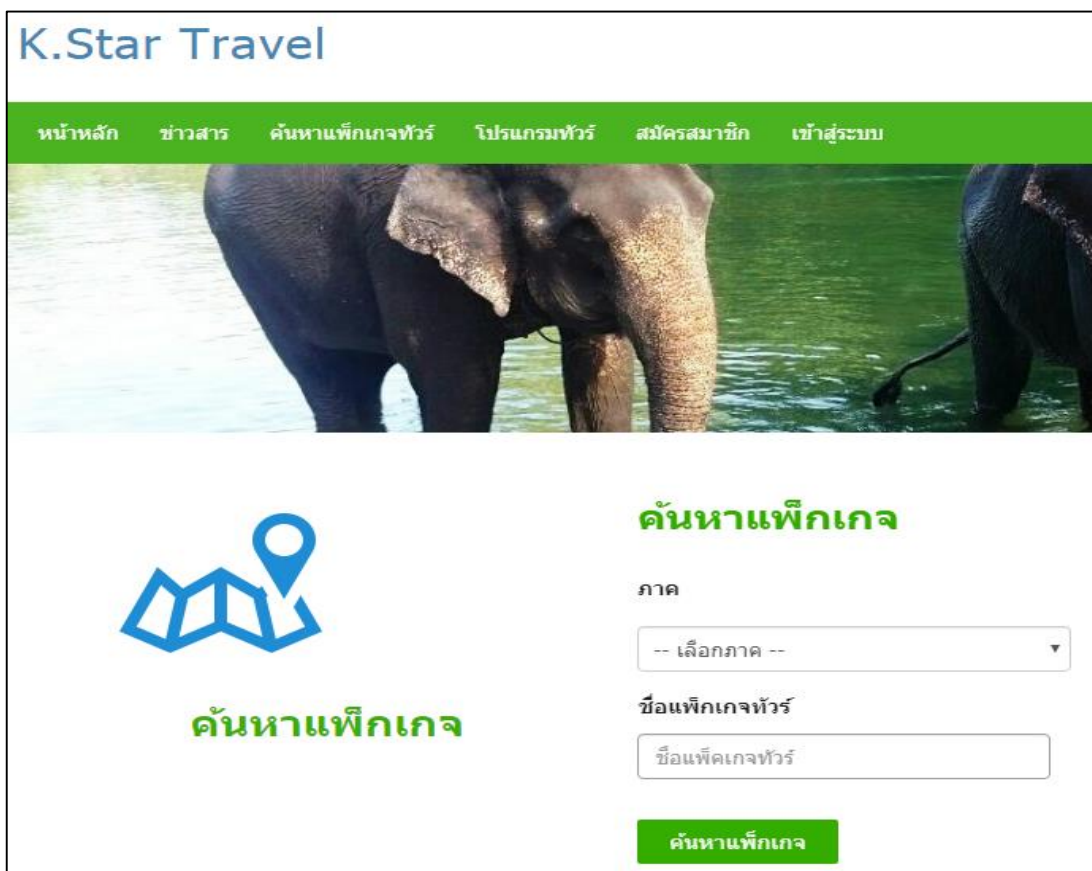 K.Star Travel
หน้าหลัก ข่าวสาร ค้นหาแพ็กเกจทัวร์ โปรแกรมทัวร์ สมัครสมาชิก เข้าสู่ระบบ
ค้นหาแพ็กเกจ
ค้นหาแพ็กเกจ
ภาค
-- เลือกภาค --
ชื่อแพ็กเกจทัวร์
ชื่อแพ็คเกจทัวร์
ค้นหาแพ็กเกจ